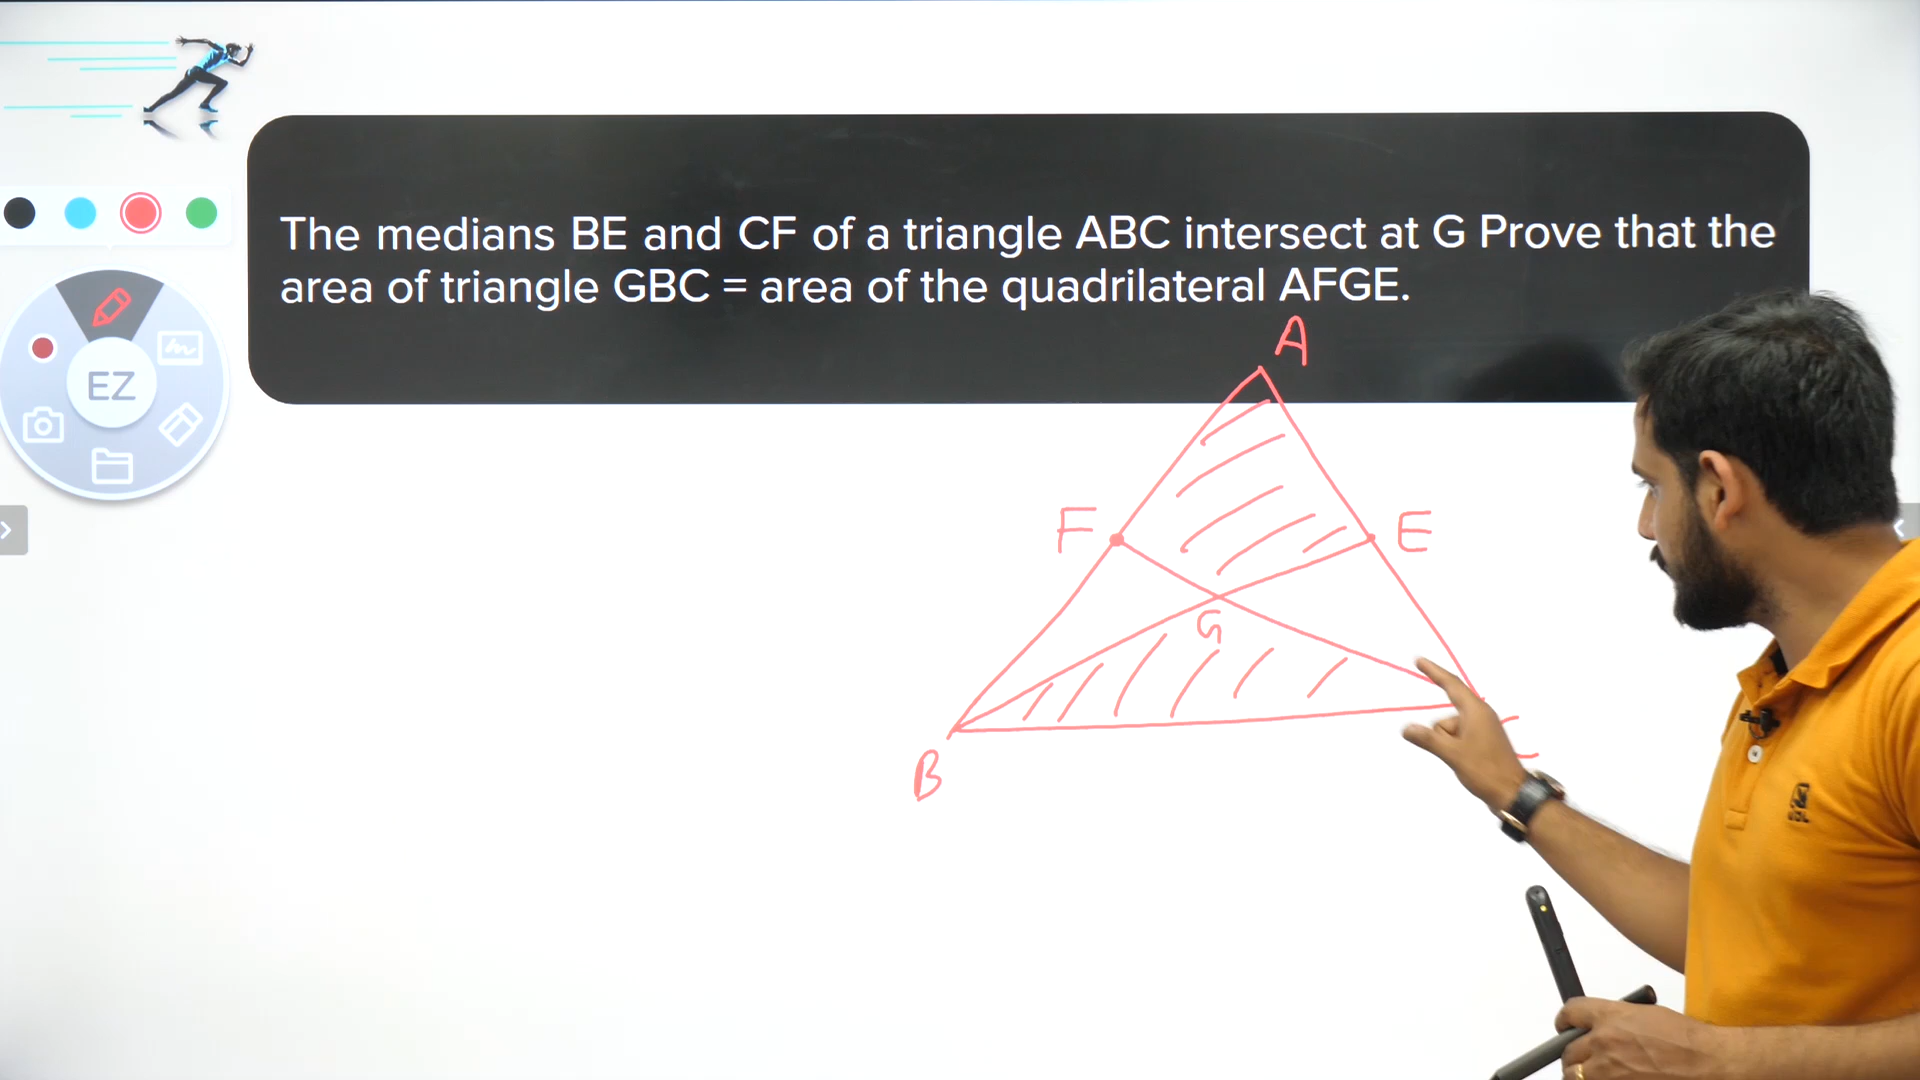 The medians BE and CF of a triangle ABC intersect at G Prove that the
area of triangle GBC = area of the quadrilateral AFGE.
A
EZ
F
E
G
B
C